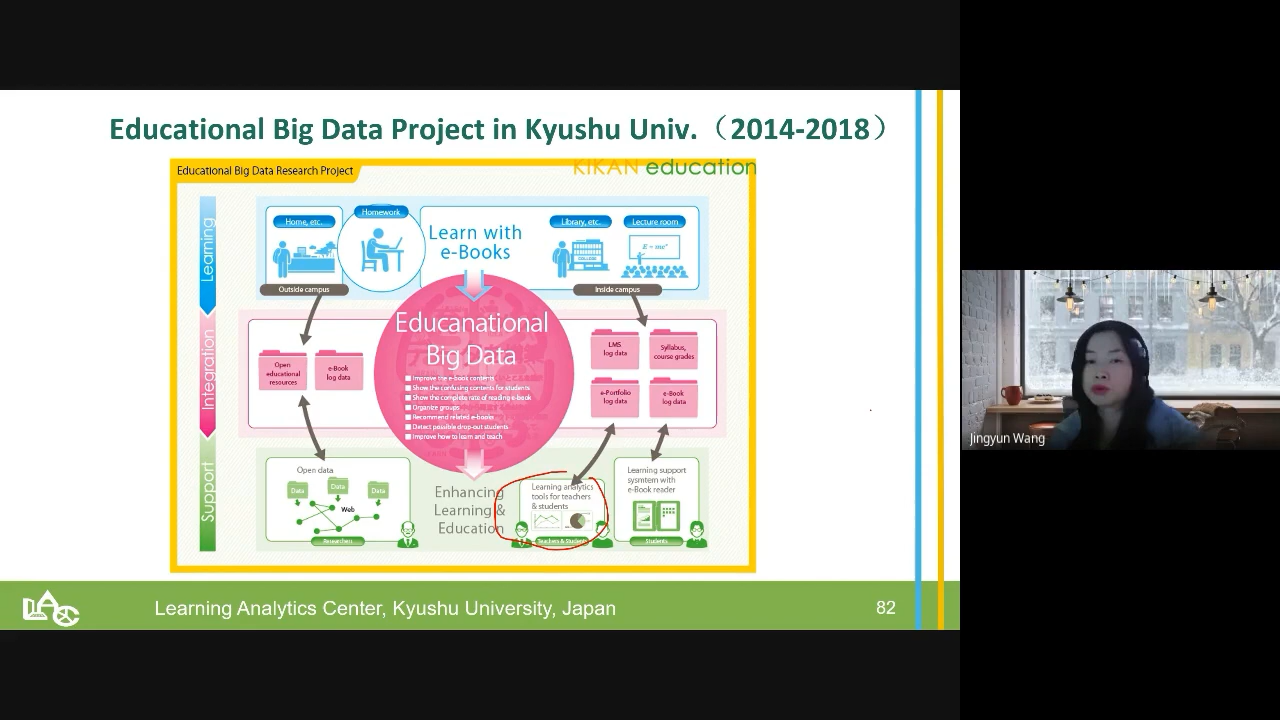 Educational Big Data Project in Kyushu Univ.（2014-2018）
Educational Big Data Research Project
KIKAN education
Learning
Home, etc.
Homework
Learn with
e-Books
Library, etc.
Lecture room
E = mc²
COLLEGE
Outside campus
Inside campus
Integration
Open
educational
resources
e-Book
log data
Educanational
Big Data
Improve the e-book contents
Show the confusing contents for students
Show the complete rate of reading e-book
Organize groups
Recommend related e-books
Detect possible drop-out students
Improve how to learn and teach
LMS
log data
Syllabus,
course grades
e-Portfolio
log data
e-Book
log data
Support
Open data
Data
Data
Data
Web
Researchers
Enhancing
Learning &
Education
Learning analytics
tools for teachers
& students
Teachers & Students
Learning support
sysmtem with
e-Book reader
Students
LAC
Learning Analytics Center, Kyushu University, Japan
82
Jingyun Wang